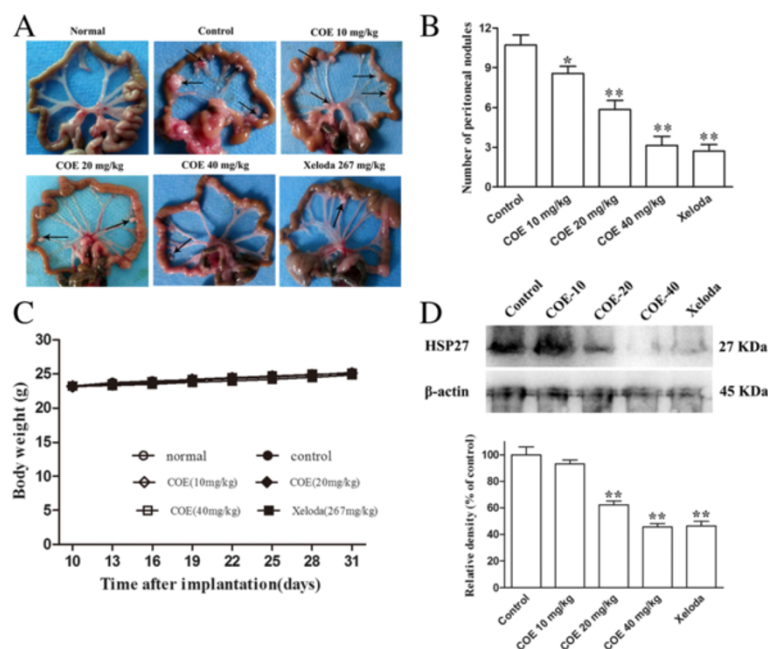 A
Normal
Control
COE 10 mg/kg
COE 20 mg/kg
COE 40 mg/kg
Xeloda 267 mg/kg
B
Number of peritoneal nodules
12
9
6
3
0
*
**
**
**
Control
COE 10 mg/kg
COE 20 mg/kg
COE 40 mg/kg
Xeloda
C
Body weight (g)
30
25
20
15
10
5
0
normal
control
COE(10mg/kg)
COE(20mg/kg)
COE(40mg/kg)
Xeloda(267mg/kg)
10 13 16 19 22 25 28 31
Time after implantation(days)
D
Control
COE-10
COE-20
COE-40
Xeloda
HSP27
27 KDa
β-actin
45 KDa
Relative density (% of control)
100
80
60
40
20
0
**
**
**
Control
COE 10 mg/kg
COE 20 mg/kg
COE 40 mg/kg
Xeloda